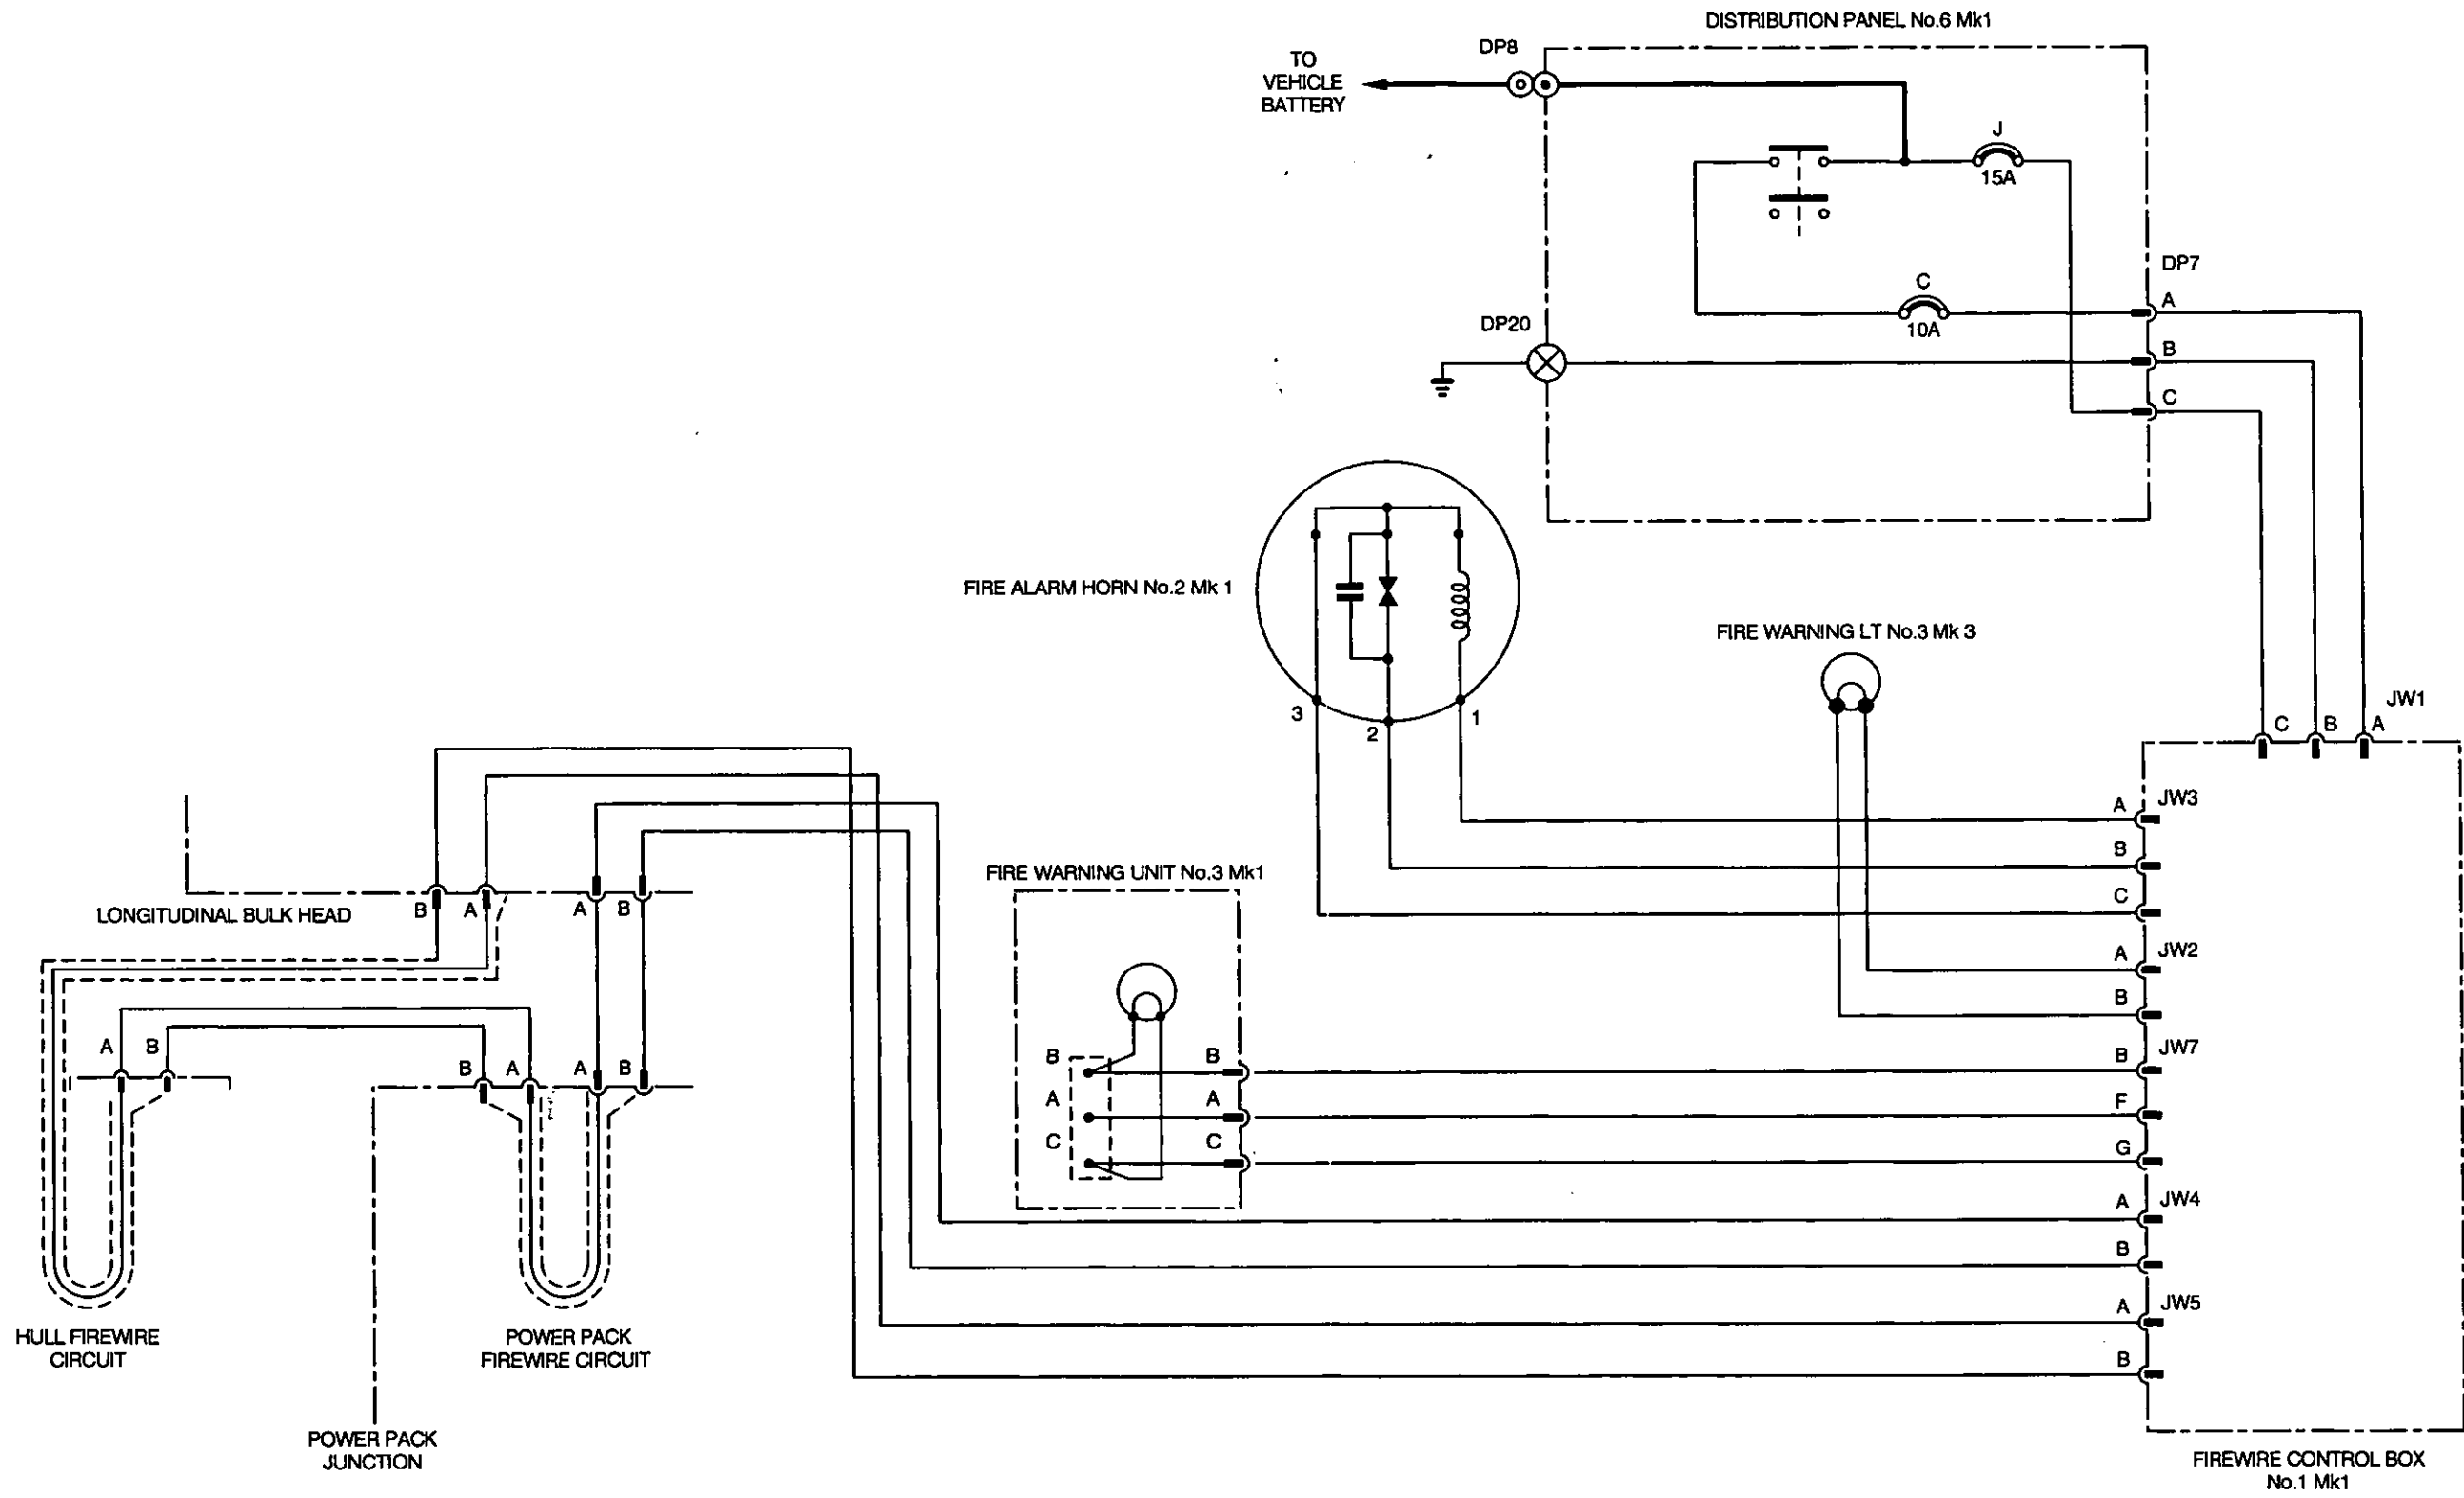 DISTRIBUTION PANEL No.6 Mk1
DP8
TO
VEHICLE
BATTERY
J
15A
DP7
C
10A
A
DP20
B
C
FIRE ALARM HORN No.2 Mk 1
FIRE WARNING LT No.3 Mk 3
3
2
1
JW1
C B A
A JW3
B
C
FIRE WARNING UNIT No.3 Mk1
LONGITUDINAL BULK HEAD
B A A B
A JW2
B
A B
B A A B
B B
A A
C C
B JW7
F
G
A JW4
B
A JW5
B
HULL FIREWIRE
CIRCUIT
POWER PACK
FIREWIRE CIRCUIT
POWER PACK
JUNCTION
FIREWIRE CONTROL BOX
No.1 Mk1